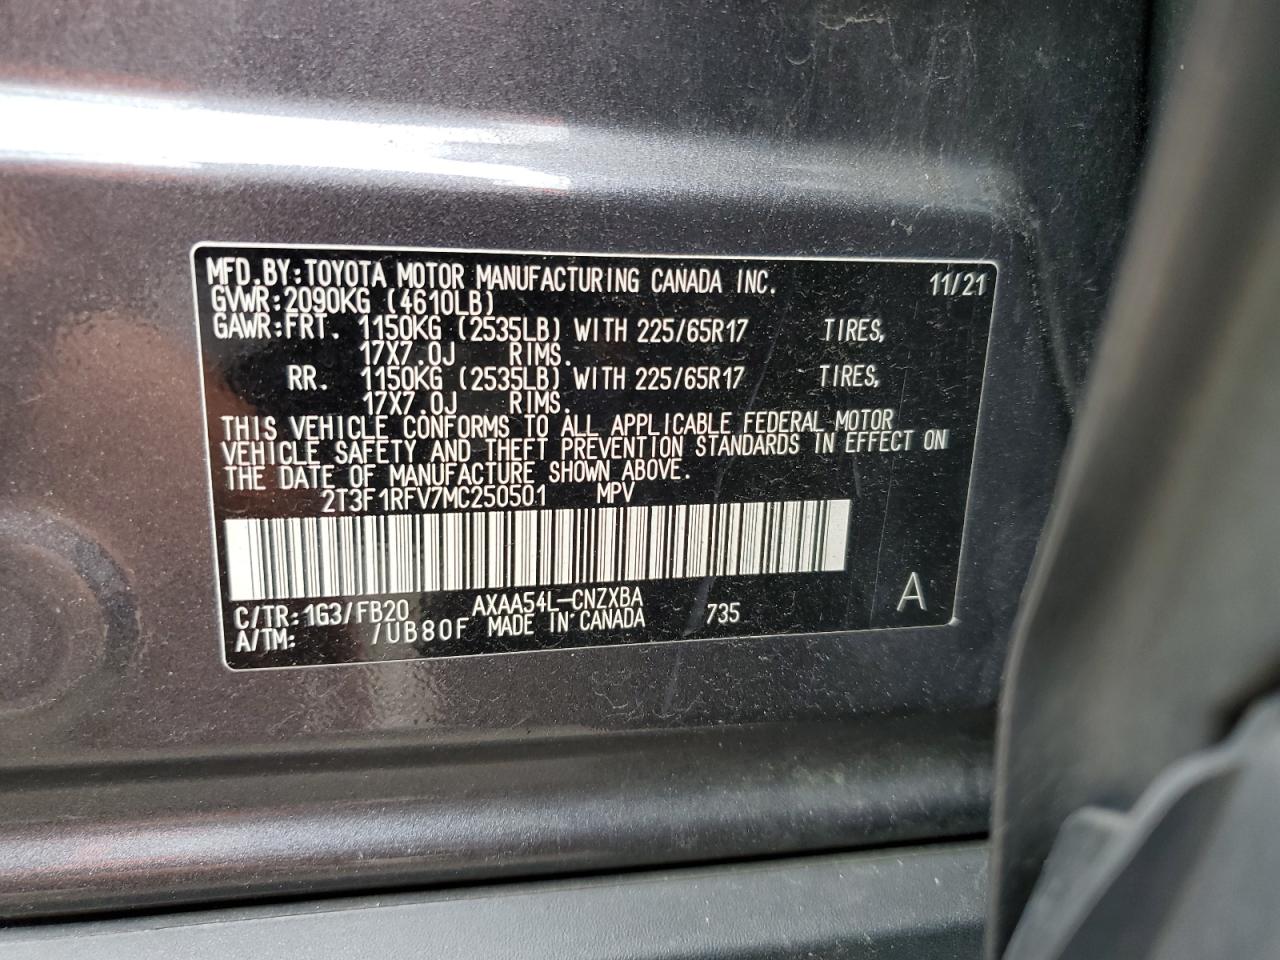 MFD.BY:TOYOTA MOTOR MANUFACTURING CANADA INC. 11/21
GVWR:2090KG (4610LB)
GAWR:FRT. 1150KG (2535LB) WITH 225/65R17 TIRES,
17X7.0J RIMS.
RR. 1150KG (2535LB) WITH 225/65R17 TIRES,
17X7.0J RIMS.
THIS VEHICLE CONFORMS TO ALL APPLICABLE FEDERAL MOTOR
VEHICLE SAFETY AND THEFT PREVENTION STANDARDS IN EFFECT ON
THE DATE OF MANUFACTURE SHOWN ABOVE.
2T3F1RFV7MC250501 MPV
C/TR:1G3/FB20 AXAA54L-CNZXBA
A/TM: /UB80F MADE IN CANADA 735
A